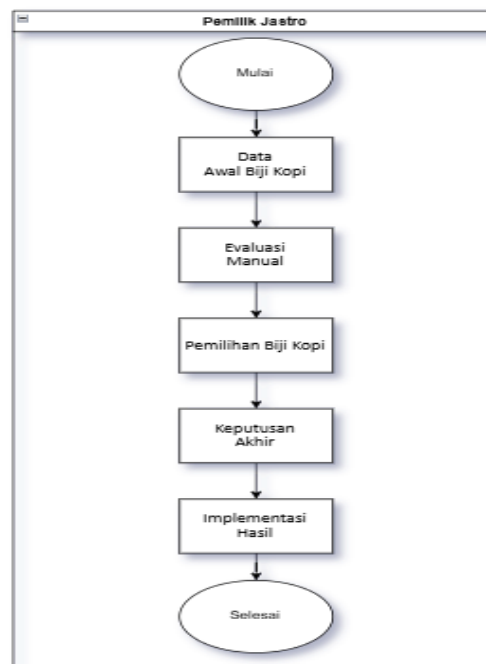 Pemilik Jastro
Mulai
Data
Awal Biji Kopi
Evaluasi
Manual
Pemilihan Biji Kopi
Keputusan
Akhir
Implementasi
Hasil
Selesai